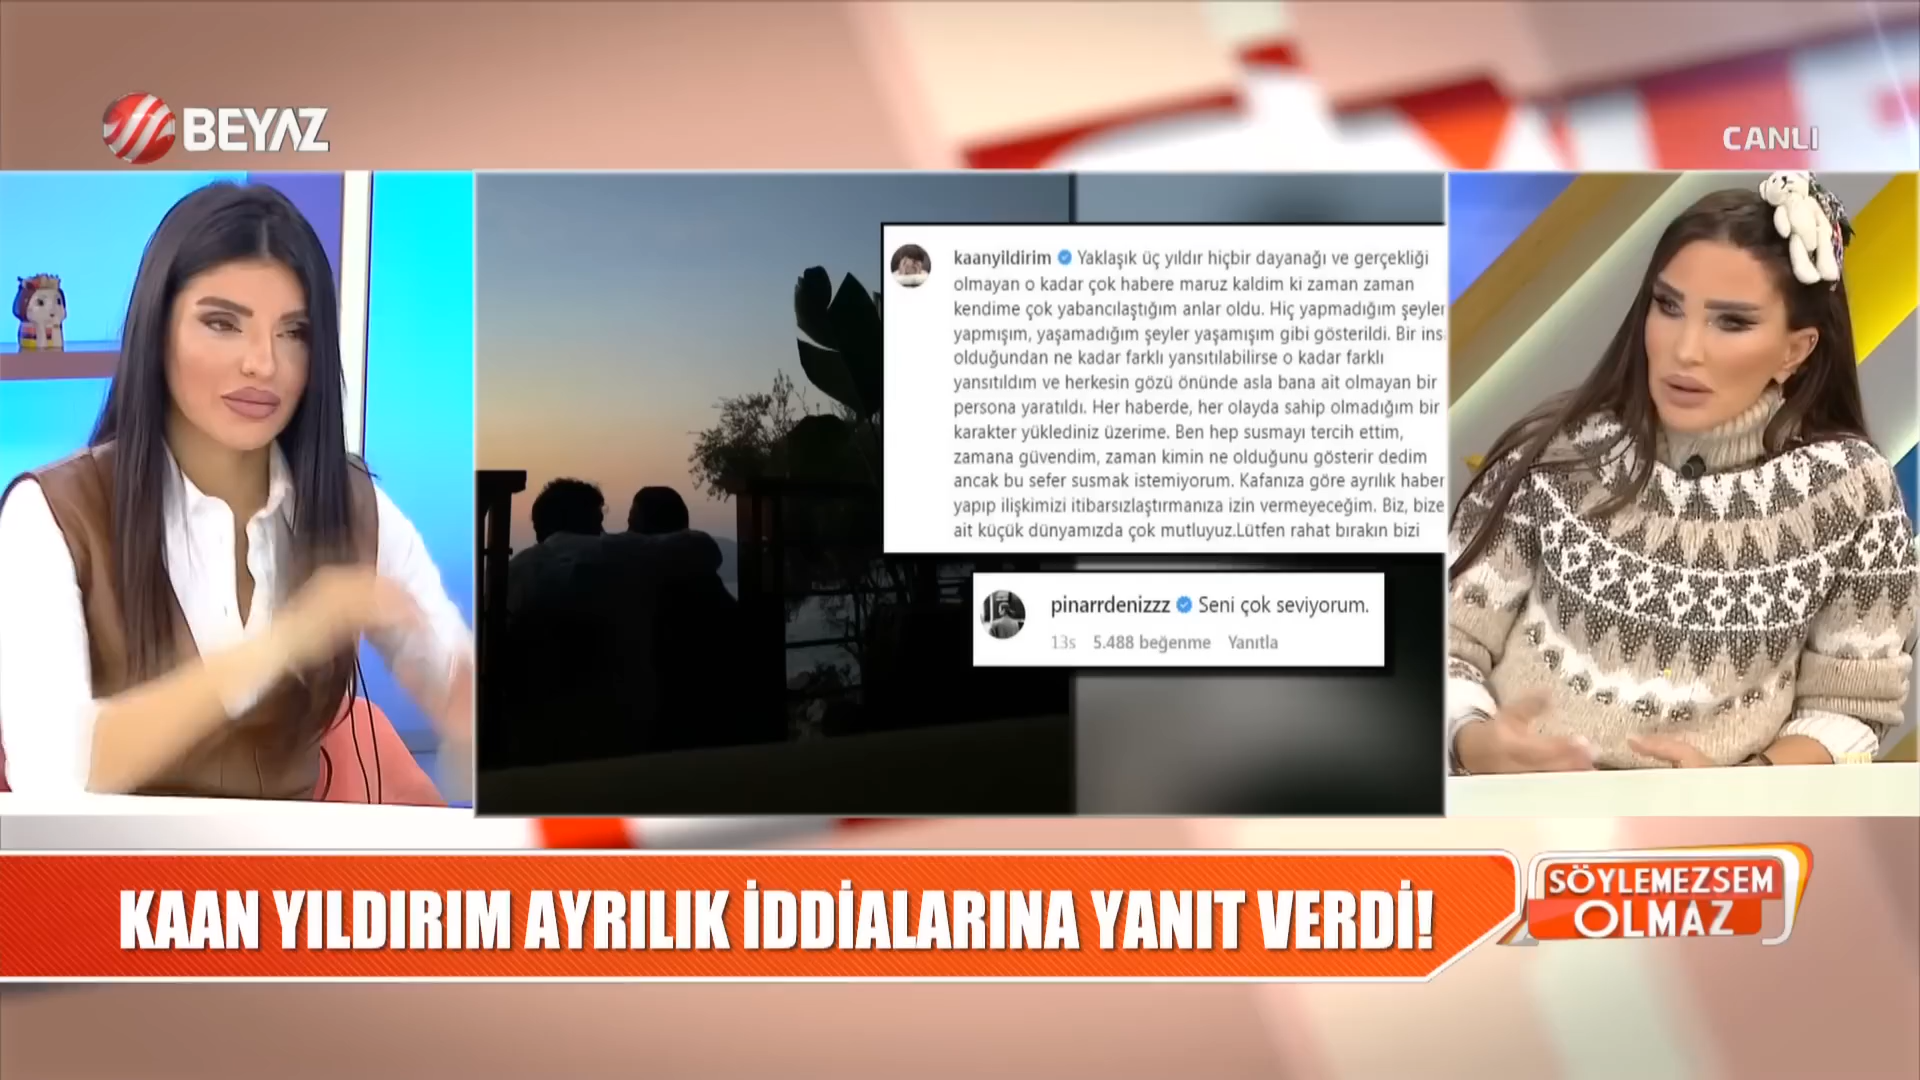 BEYAZ
CANLI
kaanyildirim Yaklaşık üç yıldır hiçbir dayanağı ve gerçekliği
olmayan o kadar çok habere maruz kaldim ki zaman zaman
kendime çok yabancılaştığım anlar oldu. Hiç yapmadığım şeyler
yapmışım, yaşamadığım şeyler yaşamışım gibi gösterildi. Bir ins
olduğundan ne kadar farklı yansıtılabilirse o kadar farklı
yansıtıldım ve herkesin gözü önünde asla bana ait olmayan bir
persona yaratıldı. Her haberde, her olayda sahip olmadığım bir
karakter yüklediniz üzerime. Ben hep susmayı tercih ettim,
zamana güvendim, zaman kimin ne olduğunu gösterir dedim
ancak bu sefer susmak istemiyorum. Kafanıza göre ayrılık haber
yapıp ilişkimizi itibarsızlaştırmanıza izin vermeyeceğim. Biz, bize
ait küçük dünyamızda çok mutluyuz.Lütfen rahat bırakın bizi
pinarrdenizzz Seni çok seviyorum.
13s 5.488 beğenme Yanıtla
KAAN YILDIRIM AYRILIK İDDİALARINA YANIT VERDİ!
SÖYLEMEZSEM
OLMAZ